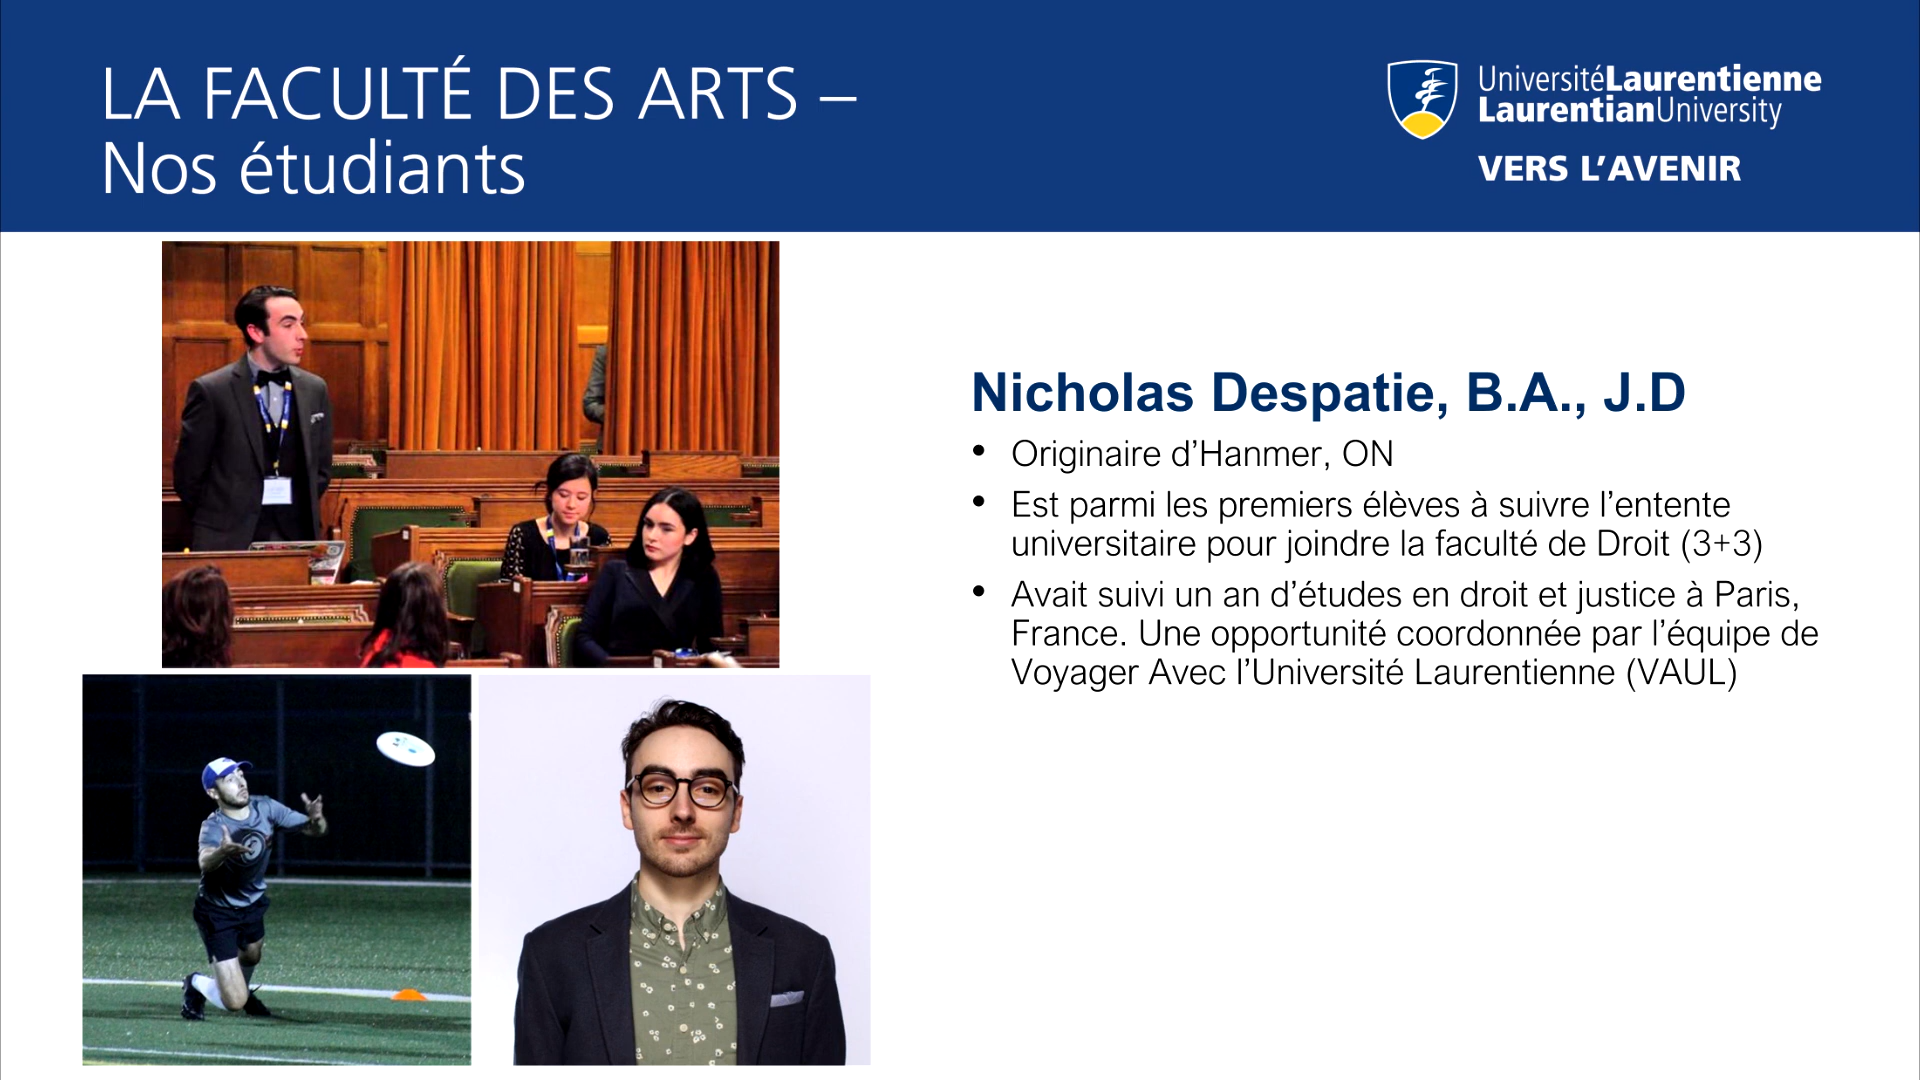 LA FACULTÉ DES ARTS –
Nos étudiants
UniversitéLaurentienne
LaurentianUniversity
VERS L’AVENIR
Nicholas Despatie, B.A., J.D
• Originaire d’Hanmer, ON
• Est parmi les premiers élèves à suivre l’entente
universitaire pour joindre la faculté de Droit (3+3)
• Avait suivi un an d’études en droit et justice à Paris,
France. Une opportunité coordonnée par l’équipe de
Voyager Avec l’Université Laurentienne (VAUL)